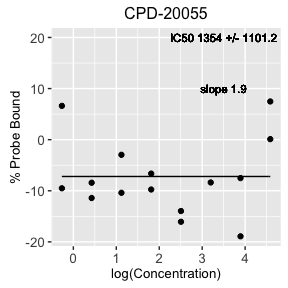 CPD-20055
20
IC50 1354 +/- 1101.2
10
slope 1.9
0
-10
-20
% Probe Bound
0 1 2 3 4
log(Concentration)